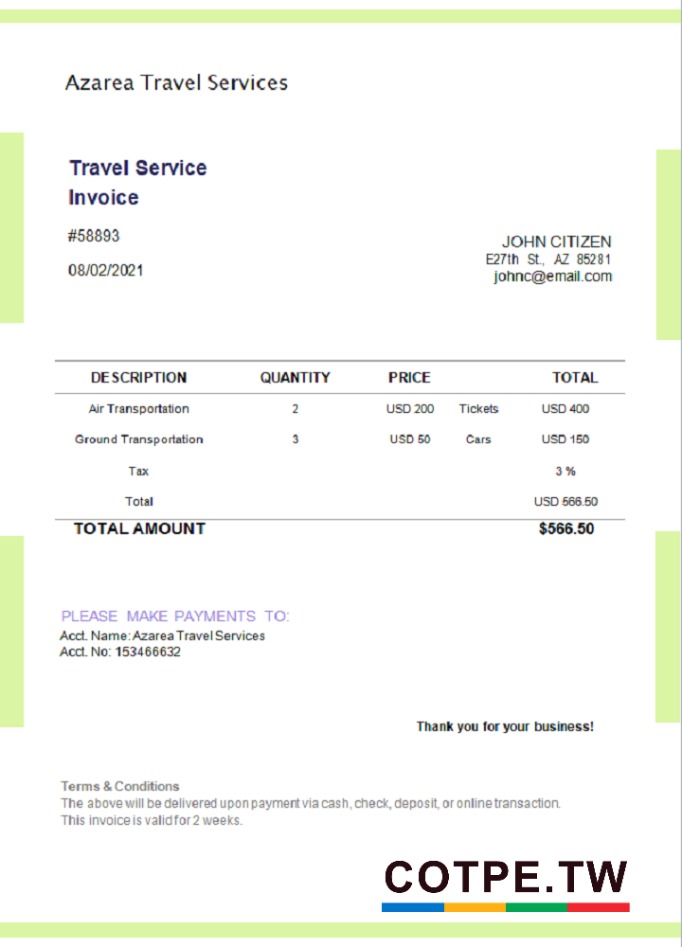 Azarea Travel Services
Travel Service
Invoice
#58893
08/02/2021
JOHN CITIZEN
E27th St., AZ 85281
johnc@email.com
DESCRIPTION QUANTITY PRICE TOTAL
Air Transportation 2 USD 200 Tickets USD 400
Ground Transportation 3 USD 50 Cars USD 150
Tax 3 %
Total USD 566.50
TOTAL AMOUNT $566.50
PLEASE MAKE PAYMENTS TO:
Acct. Name: Azarea Travel Services
Acct. No: 153466632
Thank you for your business!
Terms & Conditions
The above will be delivered upon payment via cash, check, deposit, or online transaction.
This invoice is valid for 2 weeks.
COTPE.TW